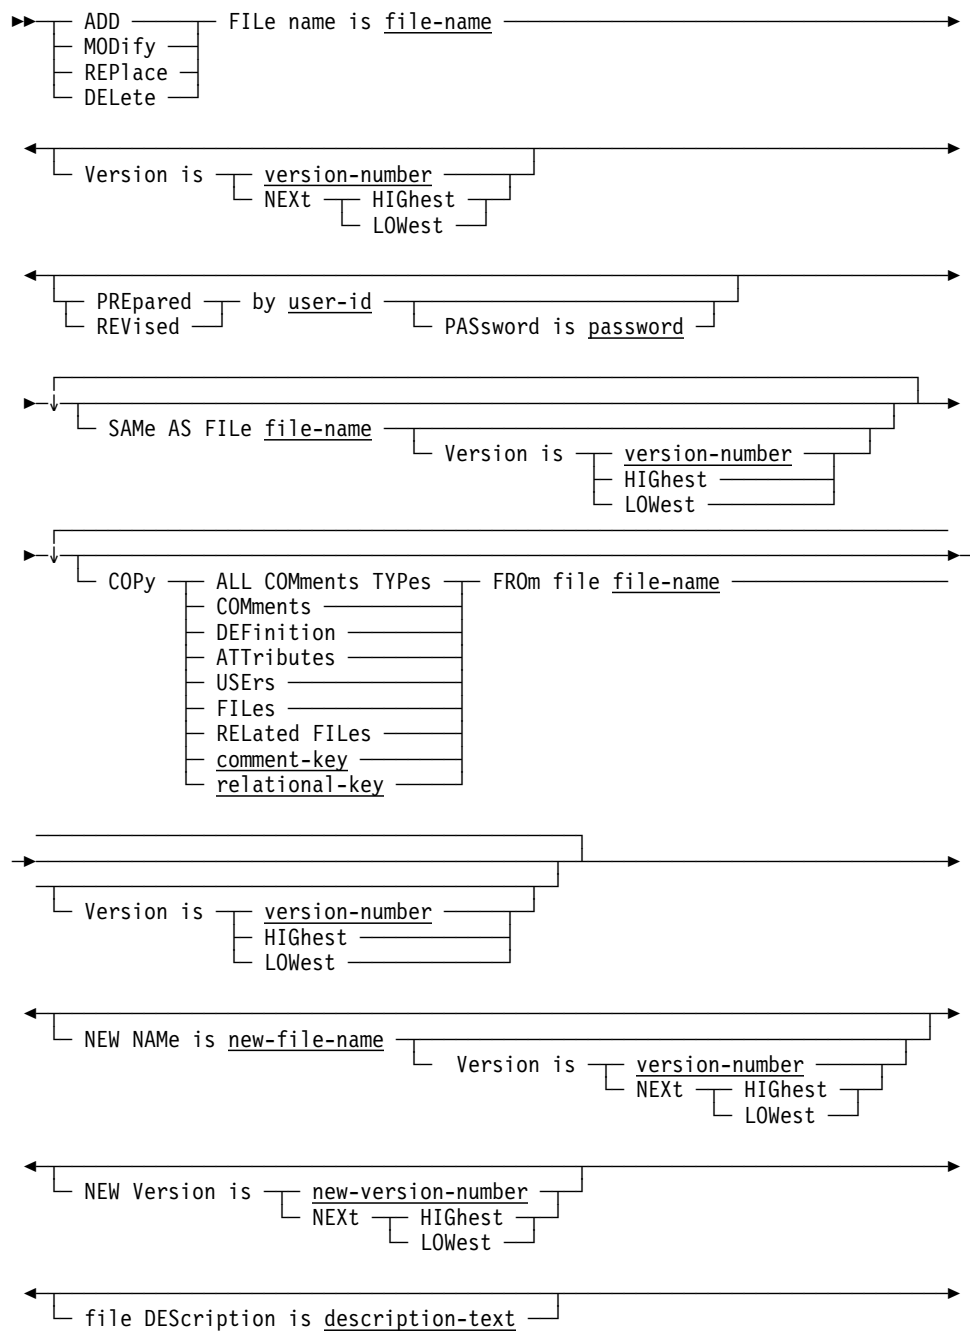 ADD FILe name is file-name
MODify
REPlace
DELete
Version is version-number
NEXt HIGhest
LOWest
PREpared by user-id
REVised PASsword is password
SAMe AS FILe file-name
Version is version-number
HIGhest
LOWest
COPy ALL COMments TYPes FROm file file-name
COMments
DEFinition
ATTributes
USErs
FILes
RELated FILes
comment-key
relational-key
Version is version-number
HIGhest
LOWest
NEW NAMe is new-file-name
Version is version-number
NEXt HIGhest
LOWest
NEW Version is new-version-number
NEXt HIGhest
LOWest
file DEScription is description-text